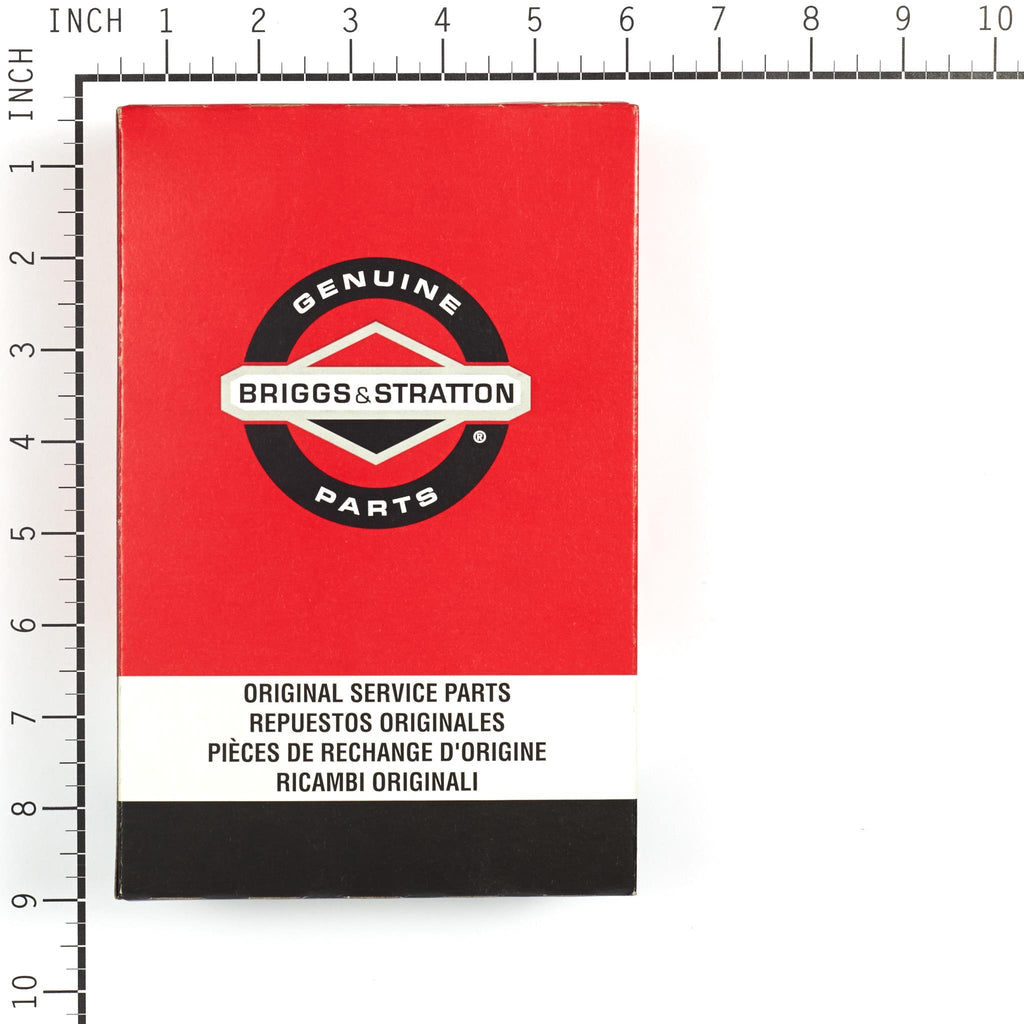 INCH 1 2 3 4 5 6 7 8 9 10
INCH
1
2
3
4
5
6
7
8
9
10
GENUINE
BRIGGS & STRATTON
®
PARTS
ORIGINAL SERVICE PARTS
REPUESTOS ORIGINALES
PIÈCES DE RECHANGE D'ORIGINE
RICAMBI ORIGINALI